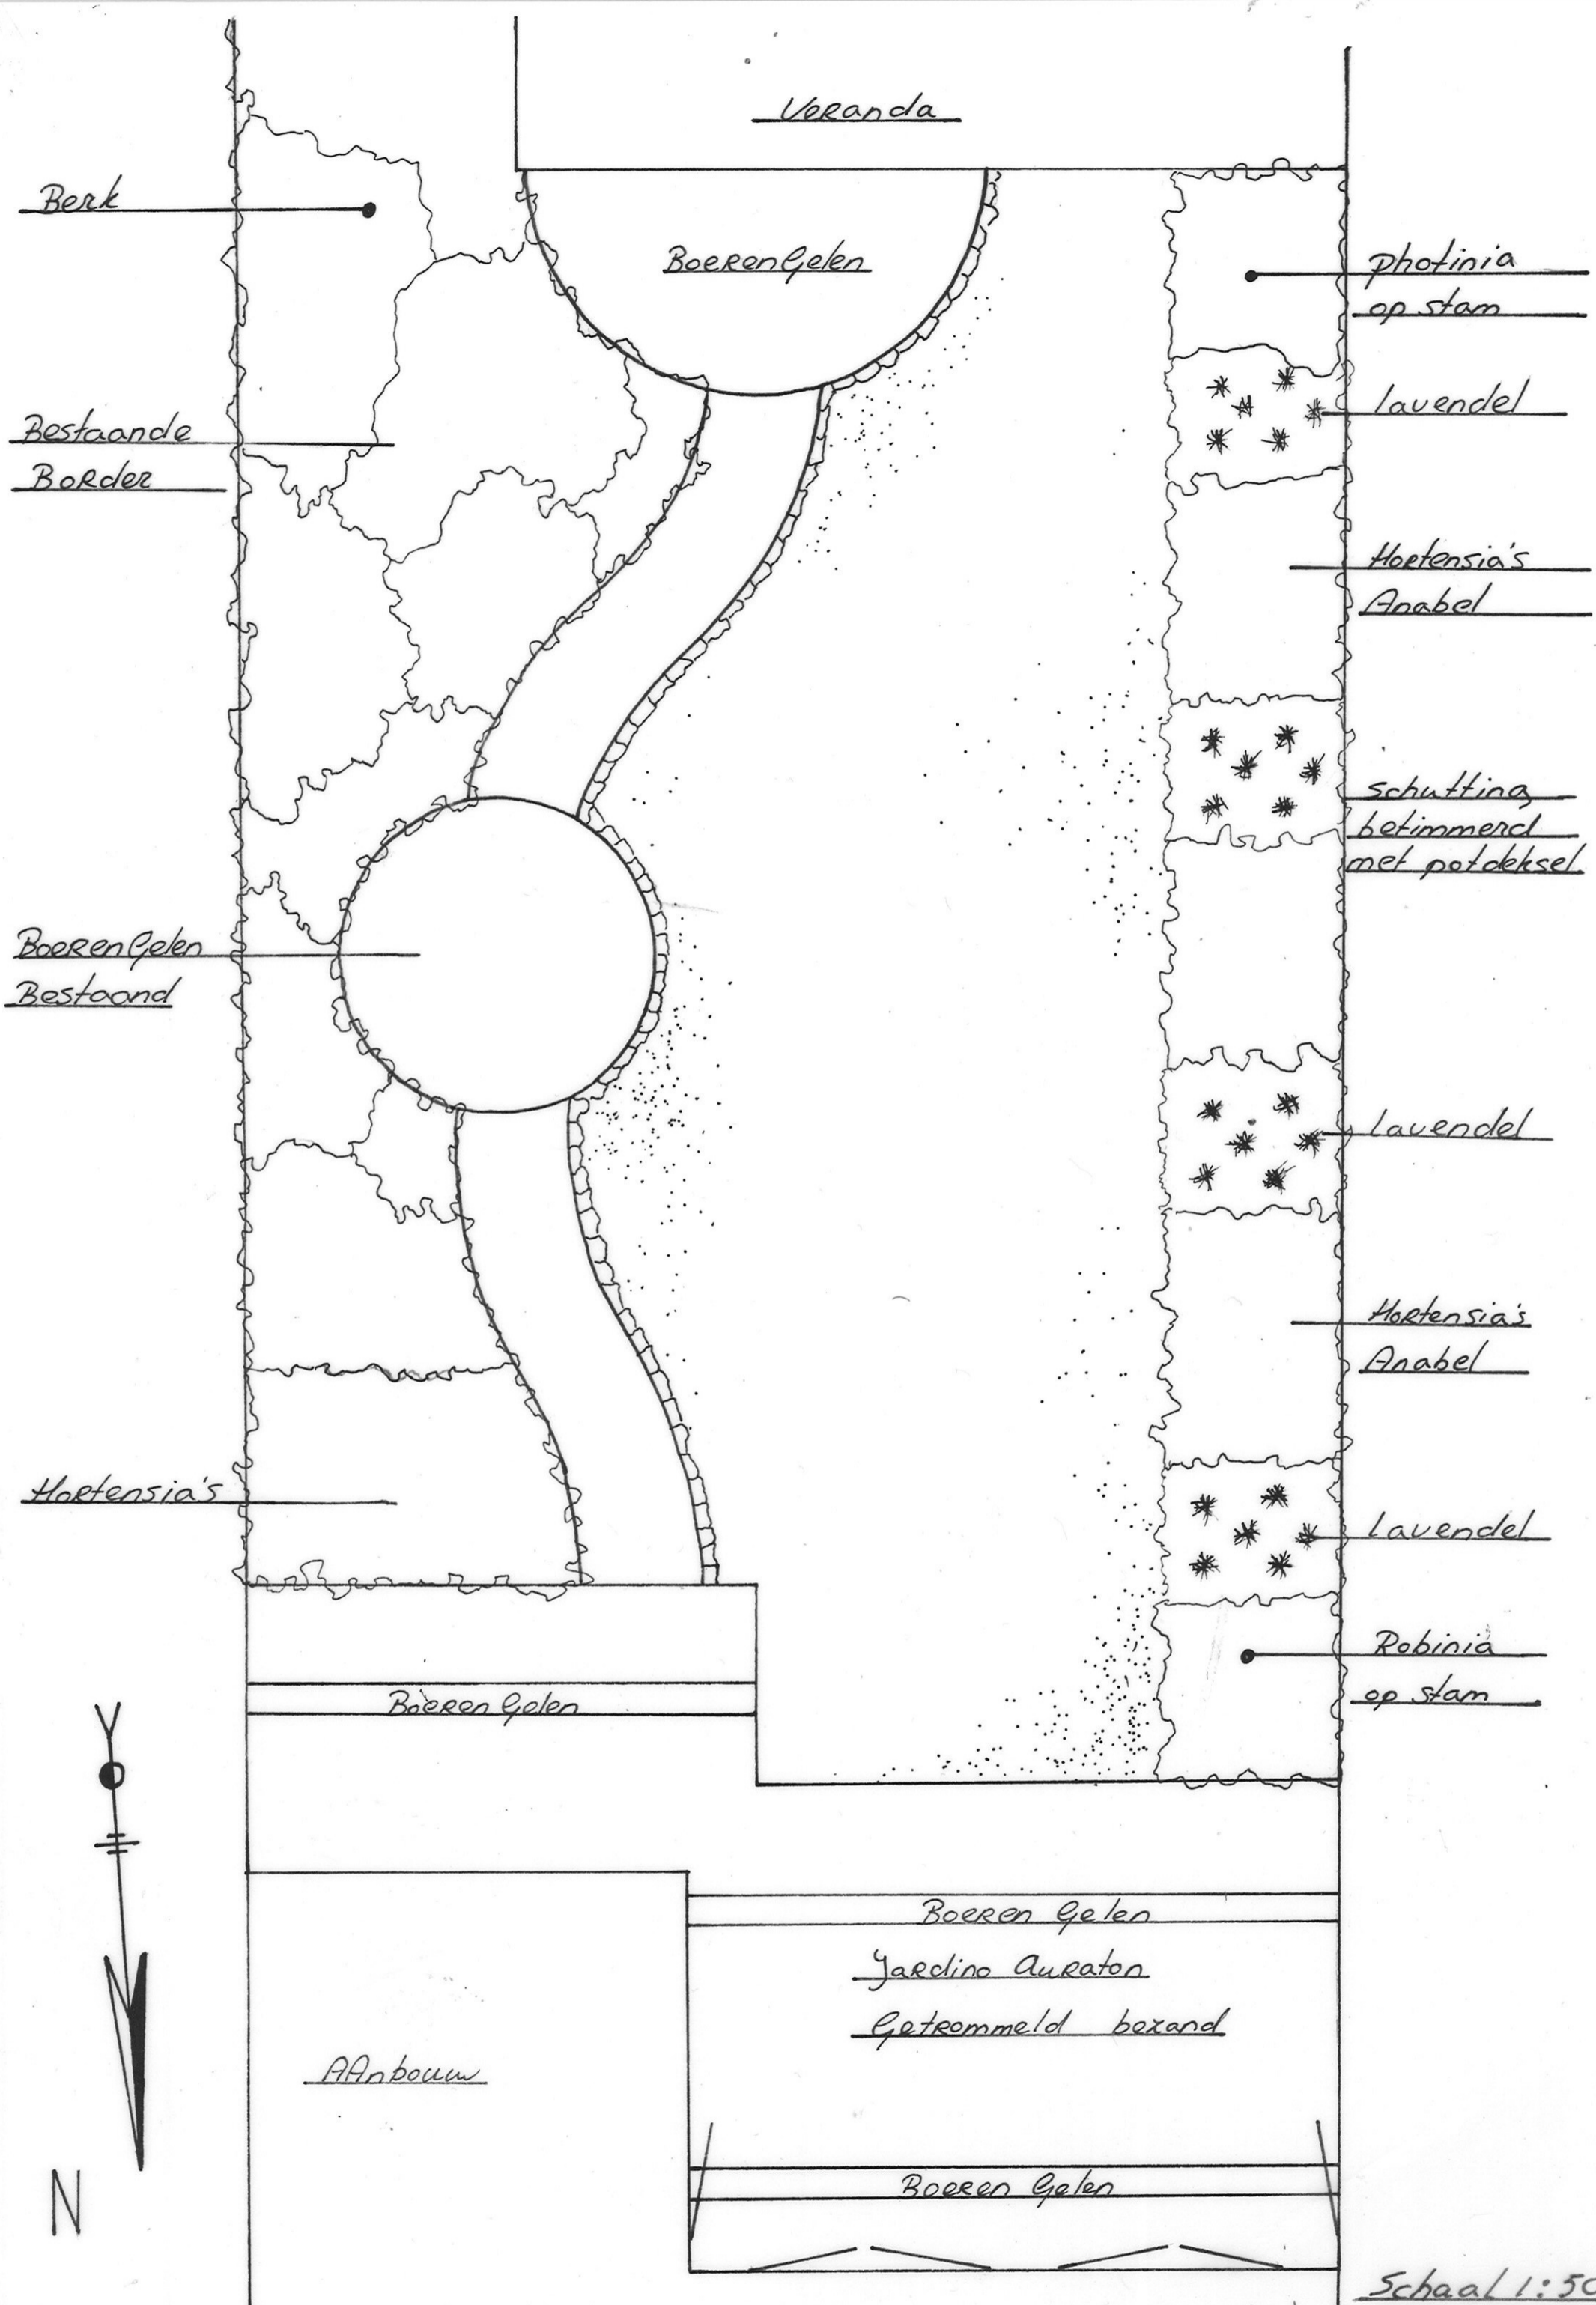 Veranda
Berk
BoerenGelen
Photinia
op stam
Bestaande
Border
lavendel
Hortensia's
Anabel
schutting
betimmerd
met potdeksel.
BoerenGelen
Bestaand
lavendel
Hortensia's
Anabel
Hortensia's
lavendel
Robinia
op stam
Boeren Gelen
Boeren Gelen
Jardino Auraton
Getrommeld bezand
AAnbouw
Boeren Gelen
N
Schaal 1:50